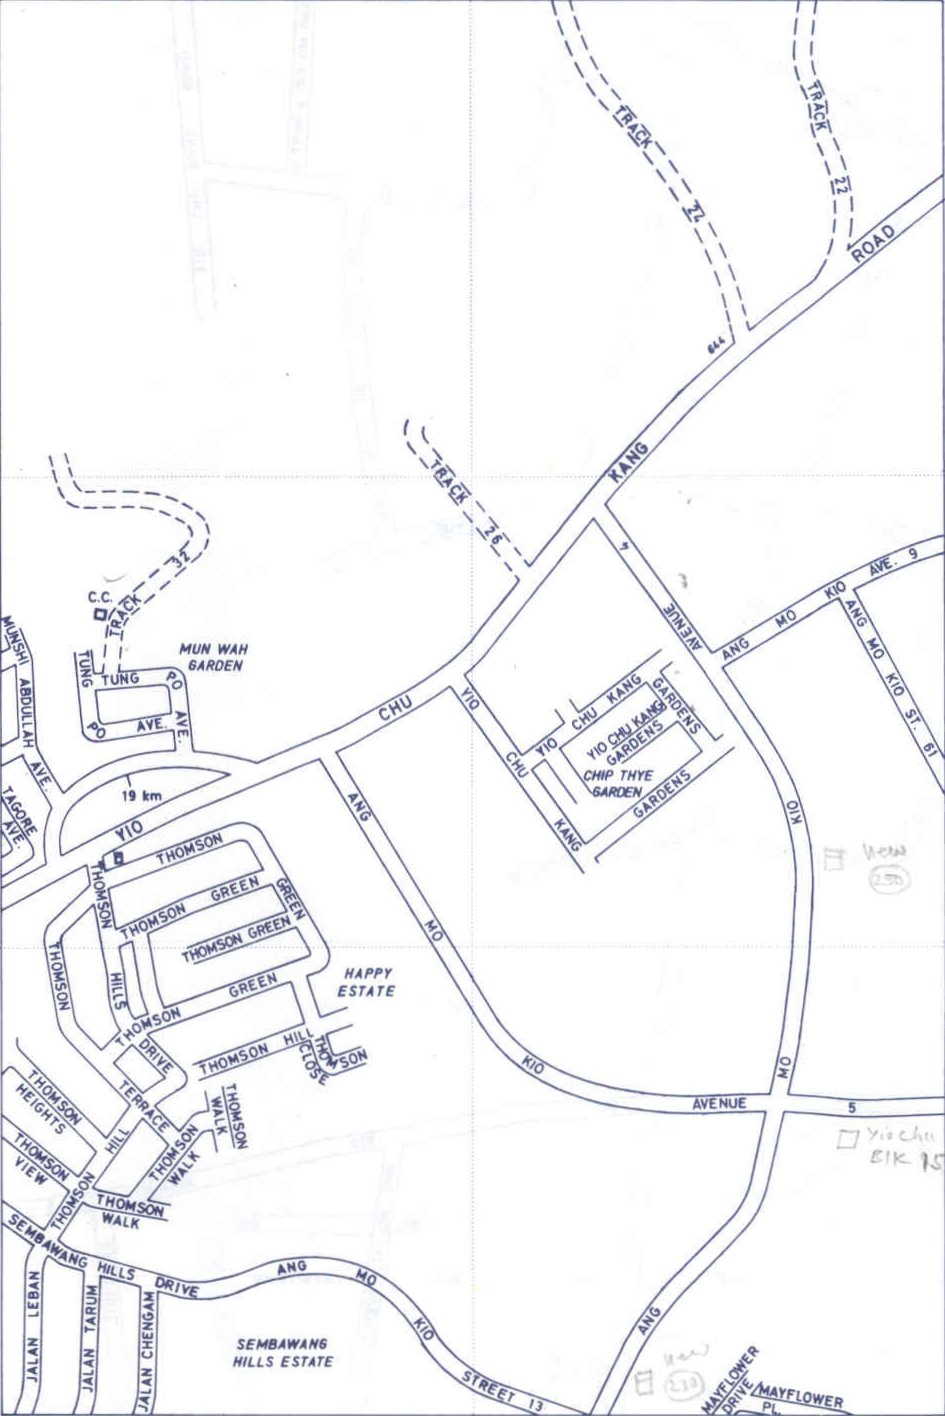 TRACK
24
TRACK
22
ROAD
644
KANG
TRACK
26
TRACK
32
C.C.
4
AVENUE
ANG MO KIO AVE. 9
ANG MO KIO ST. 61
MUNSHI ABDULLAH AVE.
TUNG
TUNG PO AVE.
PO AVE.
MUN WAH
GARDEN
CHU
YIO CHU KANG
YIO CHU KANG GARDENS
YIO CHU KANG
GARDENS
CHIP THYE
GARDEN
GARDENS
TAGORE
AVE.
19 km
YIO
THOMSON
GREEN
THOMSON
THOMSON GREEN
THOMSON GREEN
THOMSON GREEN
HILLS
DRIVE
THOMSON
ANG MO KIO AVENUE 5
KIO
MO
ANG
HAPPY
ESTATE
new
230
THOMSON HILL
CLOSE
THOMSON
TERRACE
THOMSON
HEIGHTS
THOMSON
VIEW
THOMSON HILL
THOMSON
WALK
THOMSON
WALK
THOMSON
WALK
Yio chu
Blk 15
SEMBAWANG HILLS DRIVE
ANG MO KIO STREET 13
JALAN LEBAN
JALAN TARUM
JALAN CHENGAM
SEMBAWANG
HILLS ESTATE
new
230
MAYFLOWER
DRIVE
MAYFLOWER
PL.